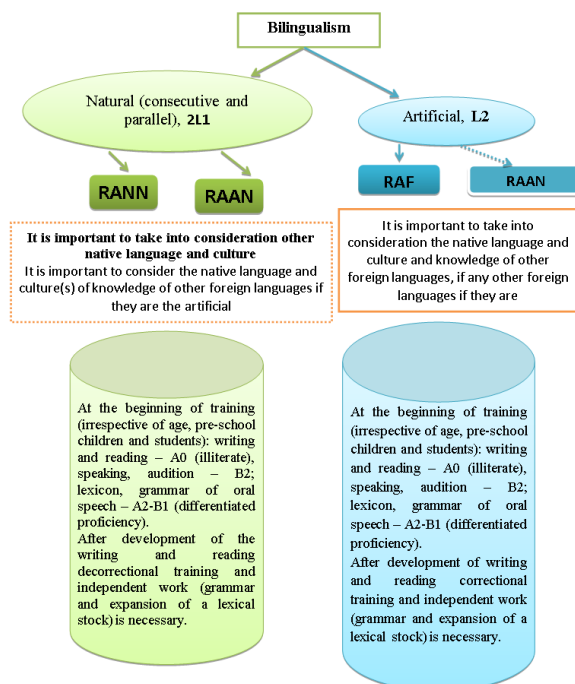 Bilingualism
Natural (consecutive and
parallel), 2L1
Artificial, L2
RANN
RAAN
RAF
RAAN
It is important to take into consideration other
native language and culture
It is important to consider the native language and
culture(s) of knowledge of other foreign languages if
they are the artificial
It is important to take into
consideration the native language and
culture and knowledge of other
foreign languages, if any other foreign
languages if they are
At the beginning of training
(irrespective of age, pre-school
children and students): writing
and reading – A0 (illiterate),
speaking, audition – B2;
lexicon, grammar of oral
speech – A2-B1 (differentiated
proficiency).
After development of the
writing and reading
decorrectional training and
independent work (grammar
and expansion of a lexical
stock) is necessary.
At the beginning of training
(irrespective of age, pre-school
children and students): writing
and reading – A0 (illiterate),
speaking, audition – B2;
lexicon, grammar of oral
speech – A2-B1 (differentiated
proficiency).
After development of writing
and reading correctional
training and independent work
(grammar and expansion of a
lexical stock) is necessary.